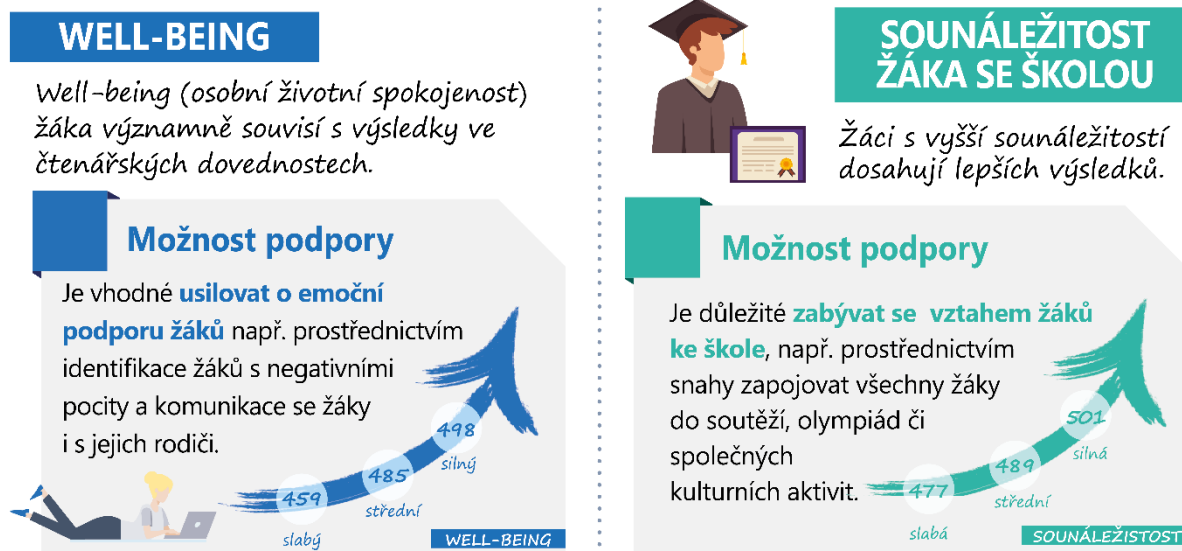 WELL-BEING
Well-being (osobní životní spokojenost)
žáka významně souvisí s výsledky ve
čtenářských dovednostech.
Možnost podpory
Je vhodné usilovat o emoční
podporu žáků např. prostřednictvím
identifikace žáků s negativními
pocity a komunikace se žáky
i s jejich rodiči.
498
silný
485
střední
459
slabý
WELL-BEING
SOUNÁLEŽITOST
ŽÁKA SE ŠKOLOU
Žáci s vyšší sounáležitostí
dosahují lepších výsledků.
Možnost podpory
Je důležité zabývat se vztahem žáků
ke škole, např. prostřednictvím
snahy zapojovat všechny žáky
do soutěží, olympiád či
společných
kulturních aktivit.
501
silná
489
střední
477
slabá
SOUNÁLEŽISTOST